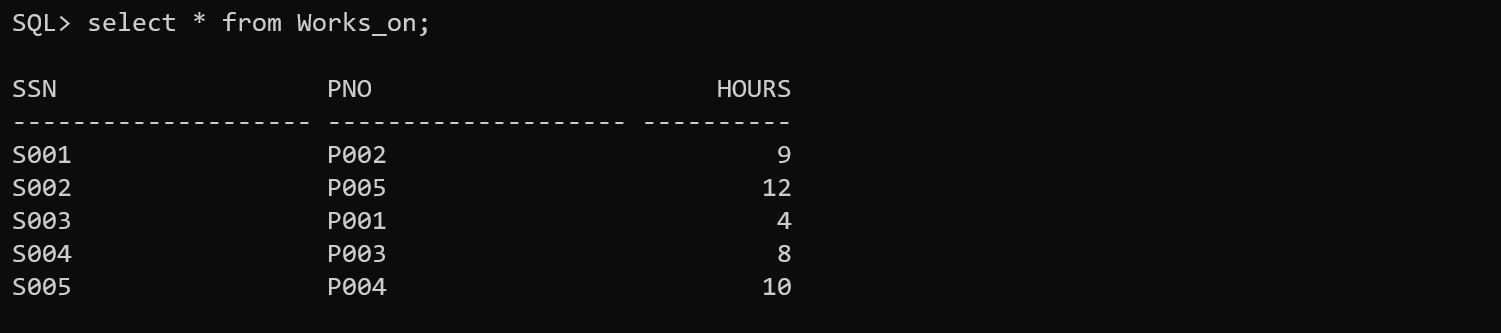 SQL> select * from Works_on;
SSN                  PNO                       HOURS
-------------------- -------------------- ----------
S001                 P002                          9
S002                 P005                         12
S003                 P001                          4
S004                 P003                          8
S005                 P004                         10